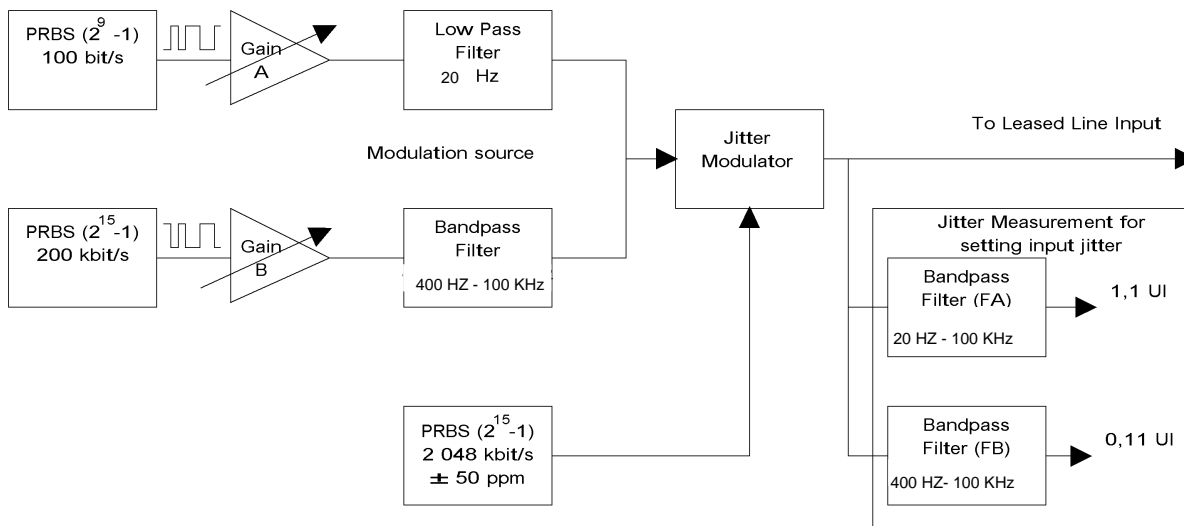 PRBS (2^9 -1)
100 bit/s
Gain
A
Low Pass
Filter
20 Hz
Modulation source
Jitter
Modulator
To Leased Line Input
PRBS (2^15 -1)
200 kbit/s
Gain
B
Bandpass
Filter
400 HZ - 100 KHz
Jitter Measurement for
setting input jitter
Bandpass
Filter (FA)
20 HZ - 100 KHz
1,1 UI
PRBS (2^15 -1)
2 048 kbit/s
± 50 ppm
Bandpass
Filter (FB)
400 HZ- 100 KHz
0,11 UI